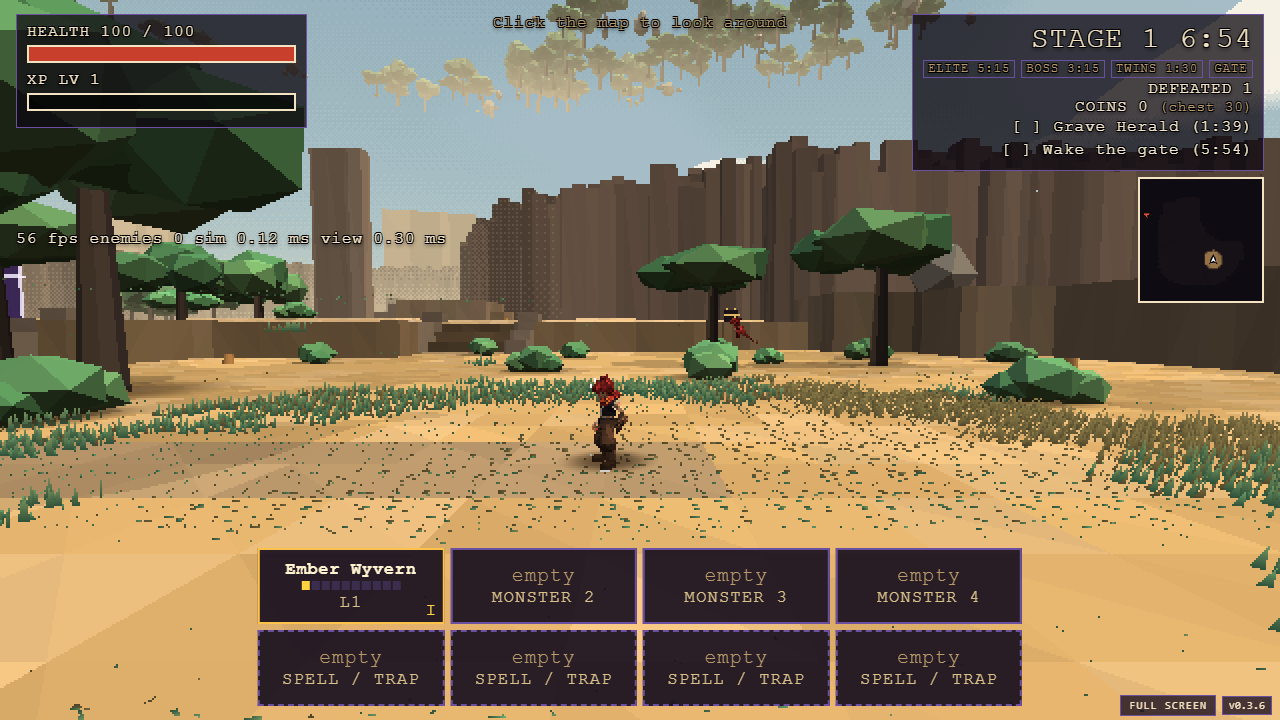 Click the map to look around
HEALTH 100 / 100
XP LV 1
STAGE 1 6:54
ELITE 5:15 BOSS 3:15 TWINS 1:30 GATE
DEFEATED 1
COINS 0 (chest 30)
[ ] Grave Herald (1:39)
[ ] Wake the gate (5:54)
56 fps enemies 0 sim 0.12 ms view 0.30 ms
Ember Wyvern
L1
I
empty
MONSTER 2
empty
MONSTER 3
empty
MONSTER 4
empty
SPELL / TRAP
empty
SPELL / TRAP
empty
SPELL / TRAP
empty
SPELL / TRAP
FULL SCREEN
v0.3.6